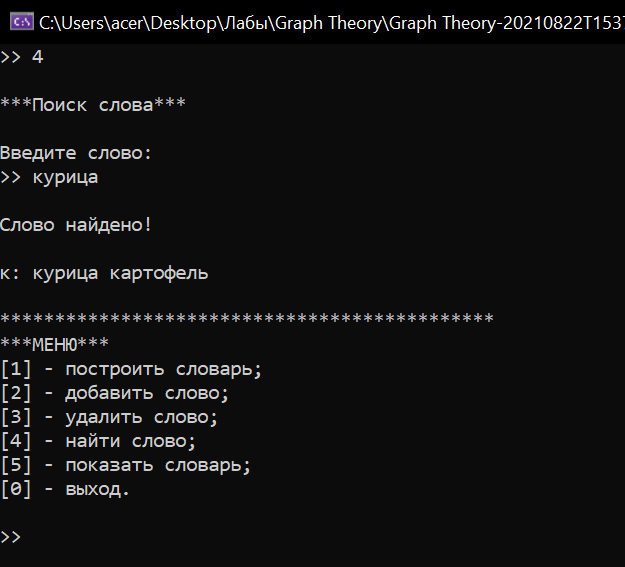 C:\Users\acer\Desktop\Лабы\Graph Theory\Graph Theory-20210822T1537
>> 4
***Поиск слова***
Введите слово:
>> курица
Слово найдено!
к: курица картофель
*********************************************
***МЕНЮ***
[1] - построить словарь;
[2] - добавить слово;
[3] - удалить слово;
[4] - найти слово;
[5] - показать словарь;
[0] - выход.
>>